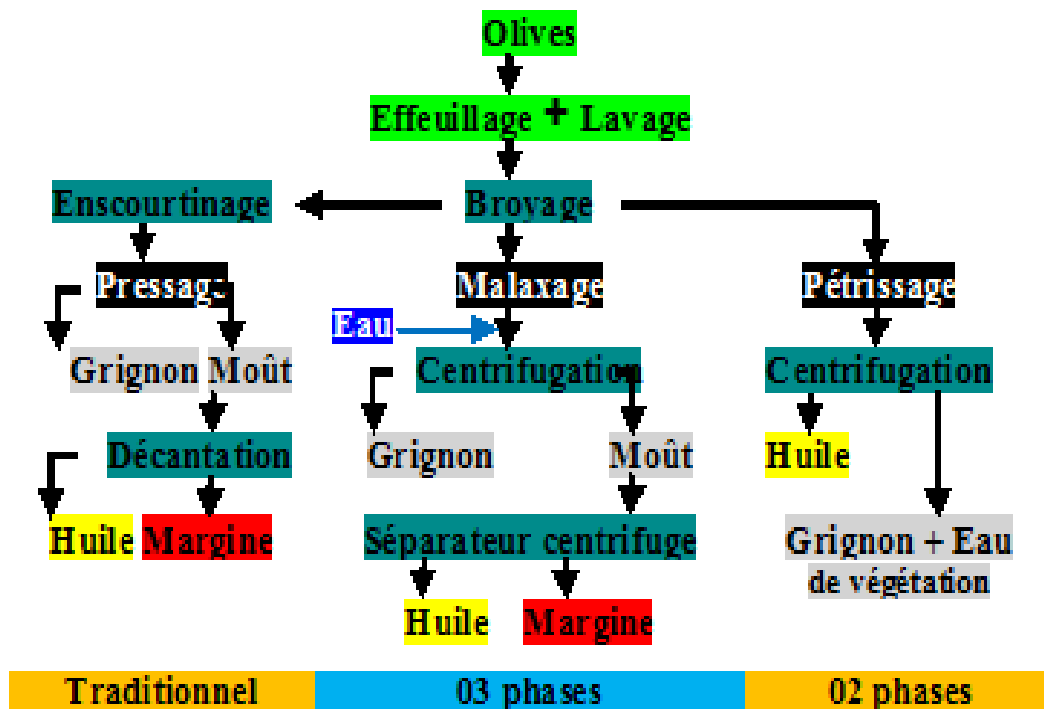 Olives
Effeuillage + Lavage
Enscourtinage
Broyage
Pressage
Malaxage
Pétrissage
Eau
Grignon
Moût
Centrifugation
Centrifugation
Décantation
Grignon
Moût
Huile
Huile
Margine
Séparateur centrifuge
Grignon + Eau
de végétation
Huile
Margine
Traditionnel
03 phases
02 phases